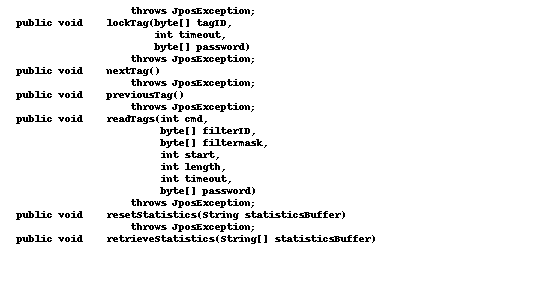 throws JposException;
public void lockTag(byte[] tagID,
int timeout,
byte[] password)
throws JposException;
public void nextTag()
throws JposException;
public void previousTag()
throws JposException;
public void readTags(int cmd,
byte[] filterID,
byte[] filtermask,
int start,
int length,
int timeout,
byte[] password)
throws JposException;
public void resetStatistics(String statisticsBuffer)
throws JposException;
public void retrieveStatistics(String[] statisticsBuffer)